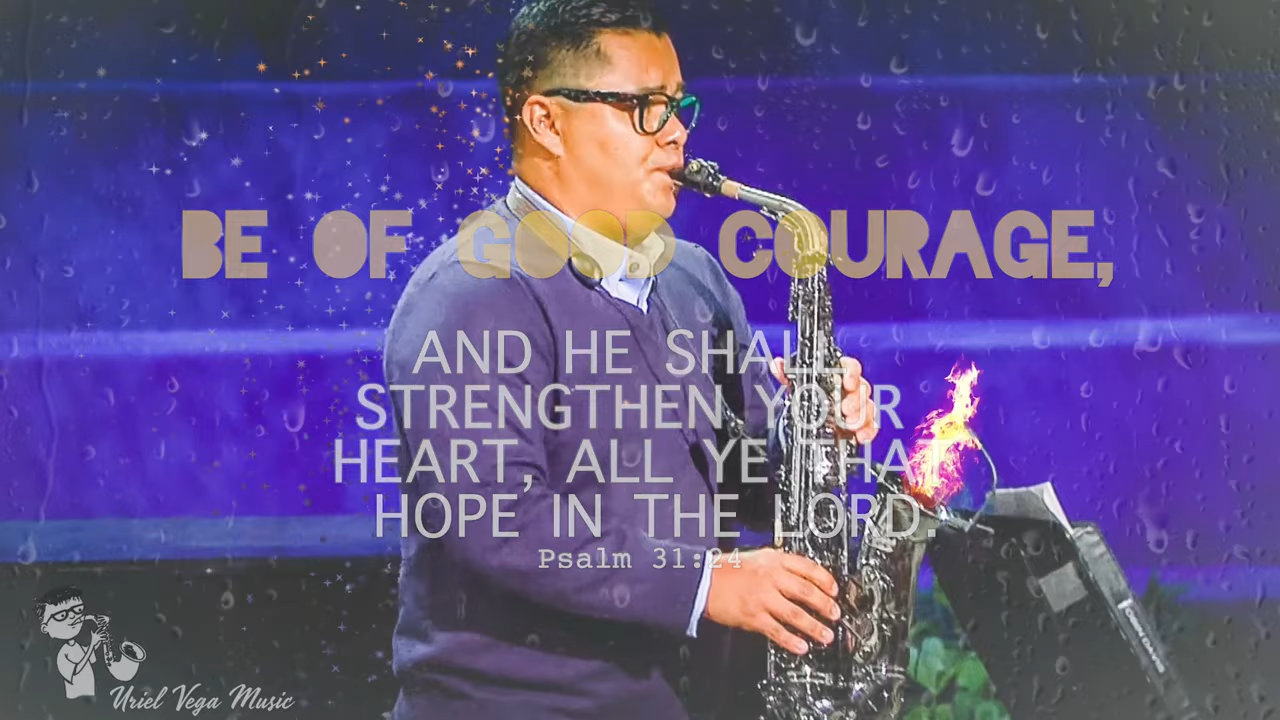 BE OF GOOD COURAGE,
AND HE SHALL
STRENGTHEN YOUR
HEART, ALL YE THAT
HOPE IN THE LORD.
Psalm 31:24
Uriel Vega Music